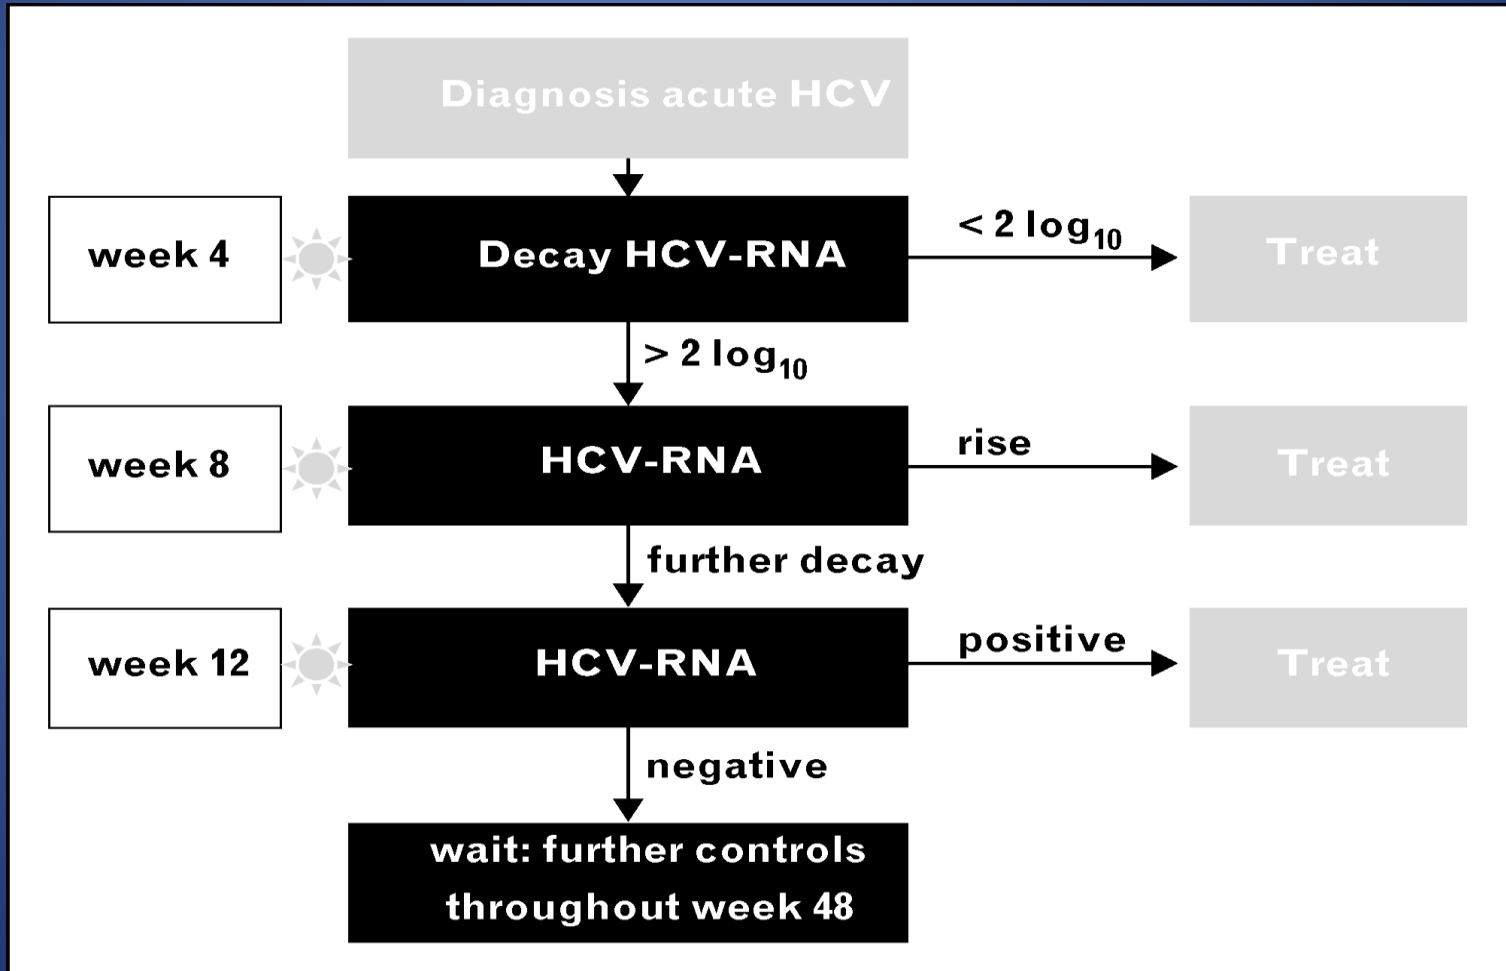 Diagnosis acute HCV
week 4
Decay HCV-RNA
< 2 log₁₀
Treat
> 2 log₁₀
week 8
HCV-RNA
rise
Treat
further decay
week 12
HCV-RNA
positive
Treat
negative
wait: further controls
throughout week 48